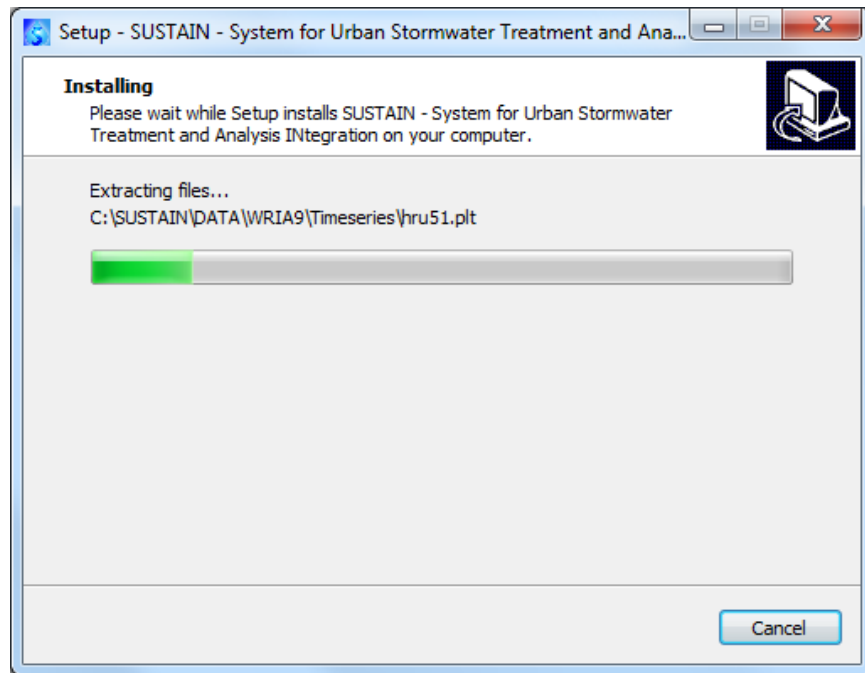 Setup - SUSTAIN - System for Urban Stormwater Treatment and Ana...
Installing
Please wait while Setup installs SUSTAIN - System for Urban Stormwater
Treatment and Analysis INtegration on your computer.
Extracting files...
C:\SUSTAIN\DATA\WRIA9\Timeseries\hru51.plt
Cancel